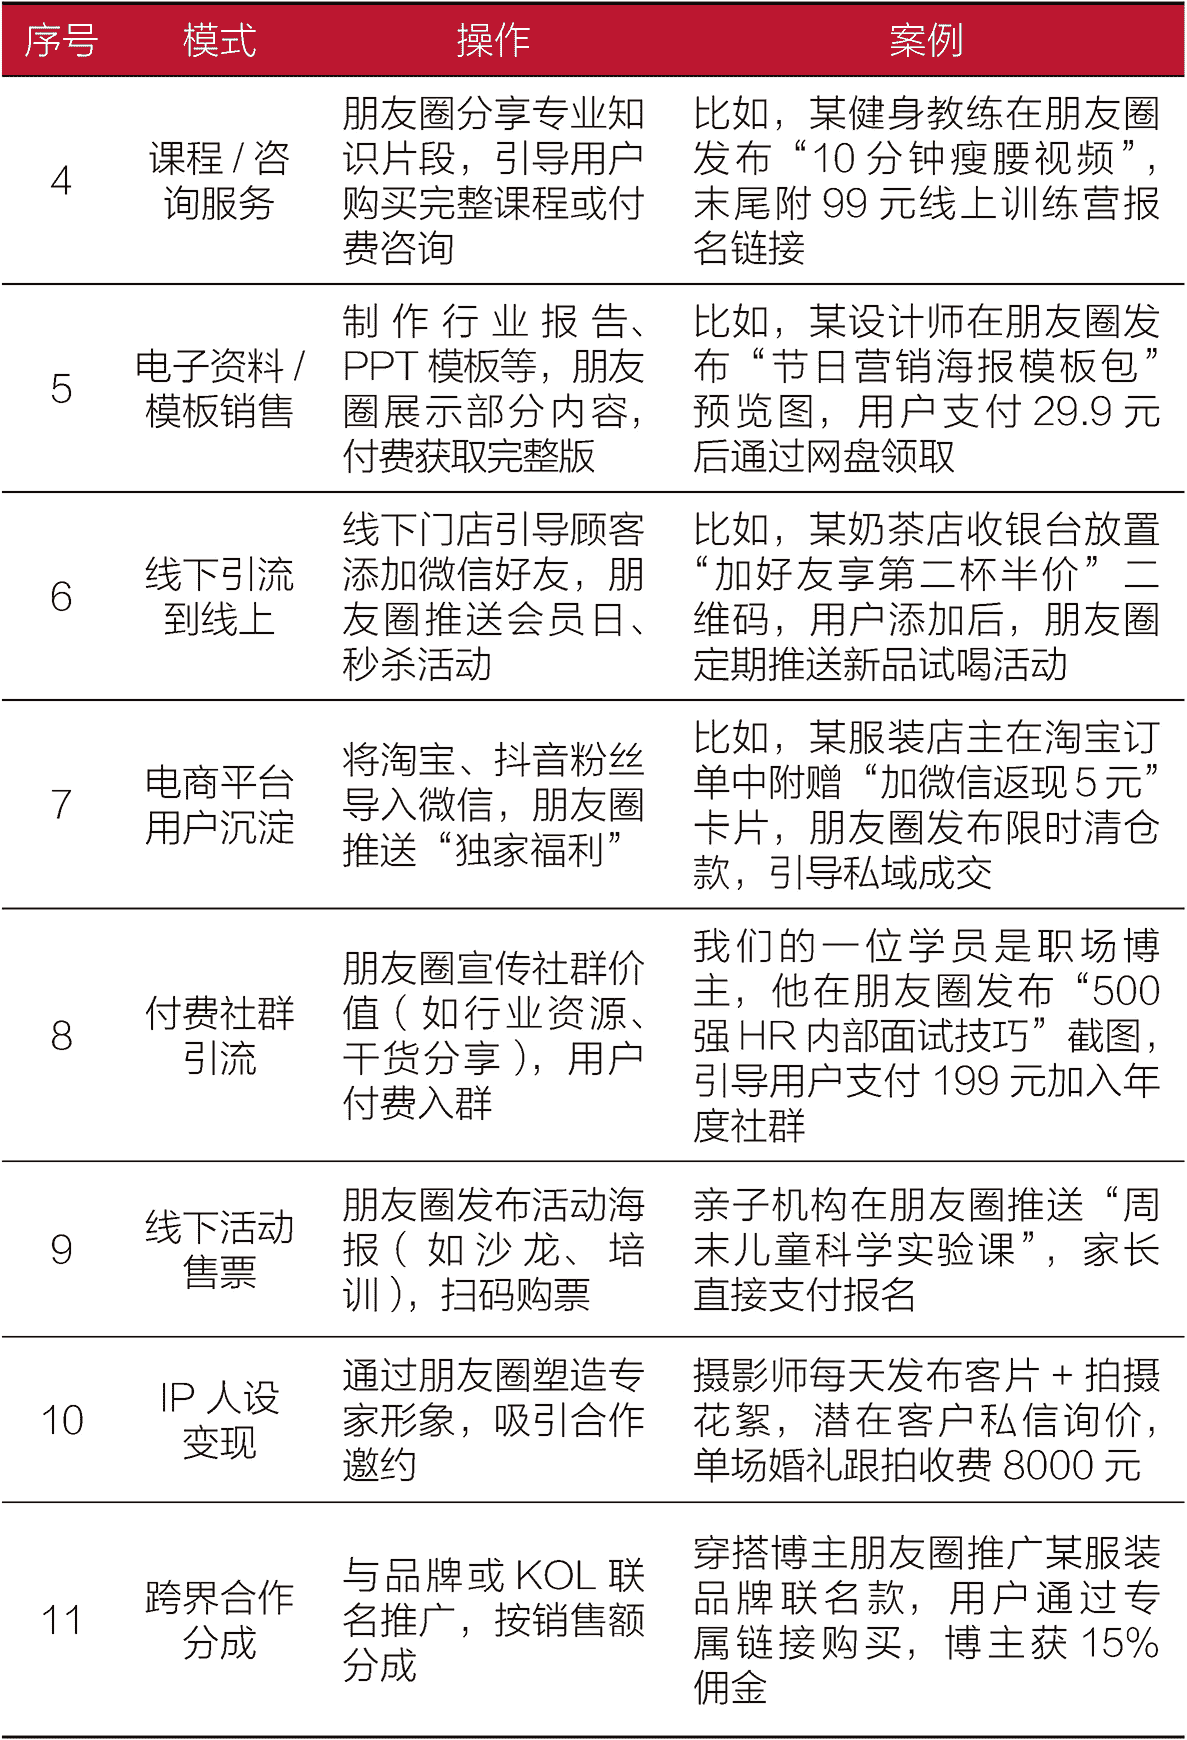 序号 模式 操作 案例
4
课程 / 咨
询服务
朋友圈分享专业知
识片段，引导用户
购买完整课程或付
费咨询
比如，某健身教练在朋友圈
发布“10 分钟瘦腰视频”，
末尾附 99 元线上训练营报
名链接
5
电子资料 /
模板销售
制作行业报告、
PPT 模板等，朋友
圈展示部分内容，
付费获取完整版
比如，某设计师在朋友圈发
布“节日营销海报模板包”
预览图，用户支付 29.9 元
后通过网盘领取
6
线下引流
到线上
线下门店引导顾客
添加微信好友，朋
友圈推送会员日、
秒杀活动
比如，某奶茶店收银台放置
“加好友享第二杯半价”二
维码，用户添加后，朋友圈
定期推送新品试喝活动
7
电商平台
用户沉淀
将淘宝、抖音粉丝
导入微信，朋友圈
推送“独家福利”
比如，某服装店主在淘宝订
单中附赠“加微信返现 5 元”
卡片，朋友圈发布限时清仓
款，引导私域成交
8
付费社群
引流
朋友圈宣传社群价
值（如行业资源、
干货分享），用户
付费入群
我们的一位学员是职场博
主，他在朋友圈发布“500
强 HR 内部面试技巧”截图，
引导用户支付 199 元加入年
度社群
9
线下活动
售票
朋友圈发布活动海
报（如沙龙、培
训），扫码购票
亲子机构在朋友圈推送“周
末儿童科学实验课”，家长
直接支付报名
10
IP 人设
变现
通过朋友圈塑造专
家形象，吸引合作
邀约
摄影师每天发布客片 + 拍摄
花絮，潜在客户私信询价，
单场婚礼跟拍收费 8000 元
11
跨界合作
分成
与品牌或 KOL 联
名推广，按销售额
分成
穿搭博主朋友圈推广某服装
品牌联名款，用户通过专
属链接购买，博主获 15%
佣金